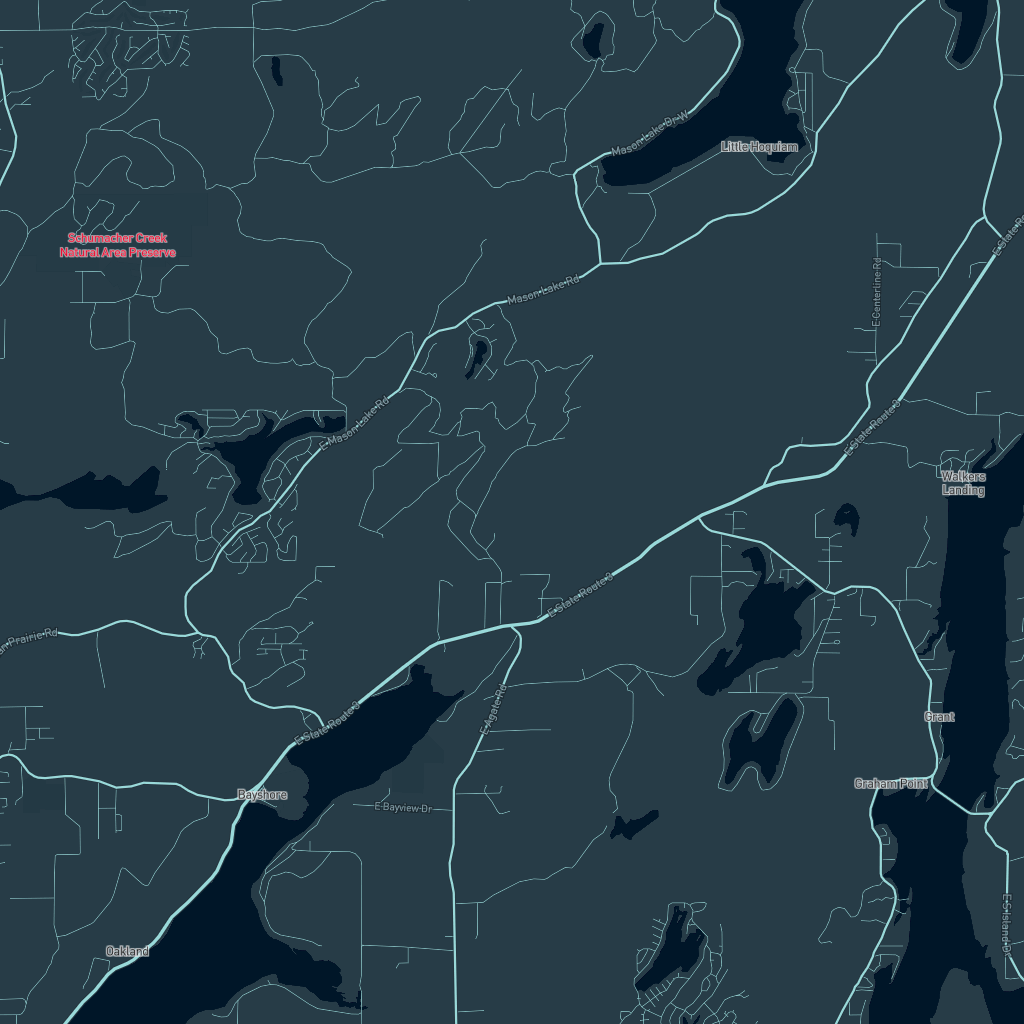 Mason Lake Dr W
Little Hoquiam
Schumacher Creek
Natural Area Preserve
E State Ro
E Centerline Rd
Mason Lake Rd
E Mason Lake Rd
E State Route 3
Walkers
Landing
E State Route 3
n Prairie Rd
E Agate Rd
E State Route 3
Grant
Graham Point
Bayshore
E Bayview Dr
E S Island Dr
Oakland